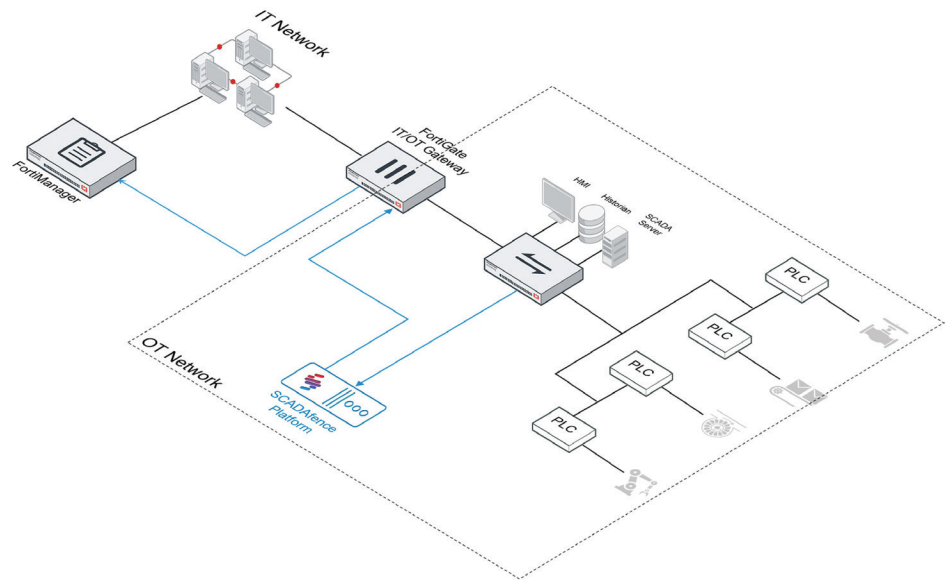 IT Network
FortiManager
FortiGate
IT/OT Gateway
HMI
Historian
SCADA
Server
PLC
PLC
PLC
PLC
OT Network
SCADAfence
Platform